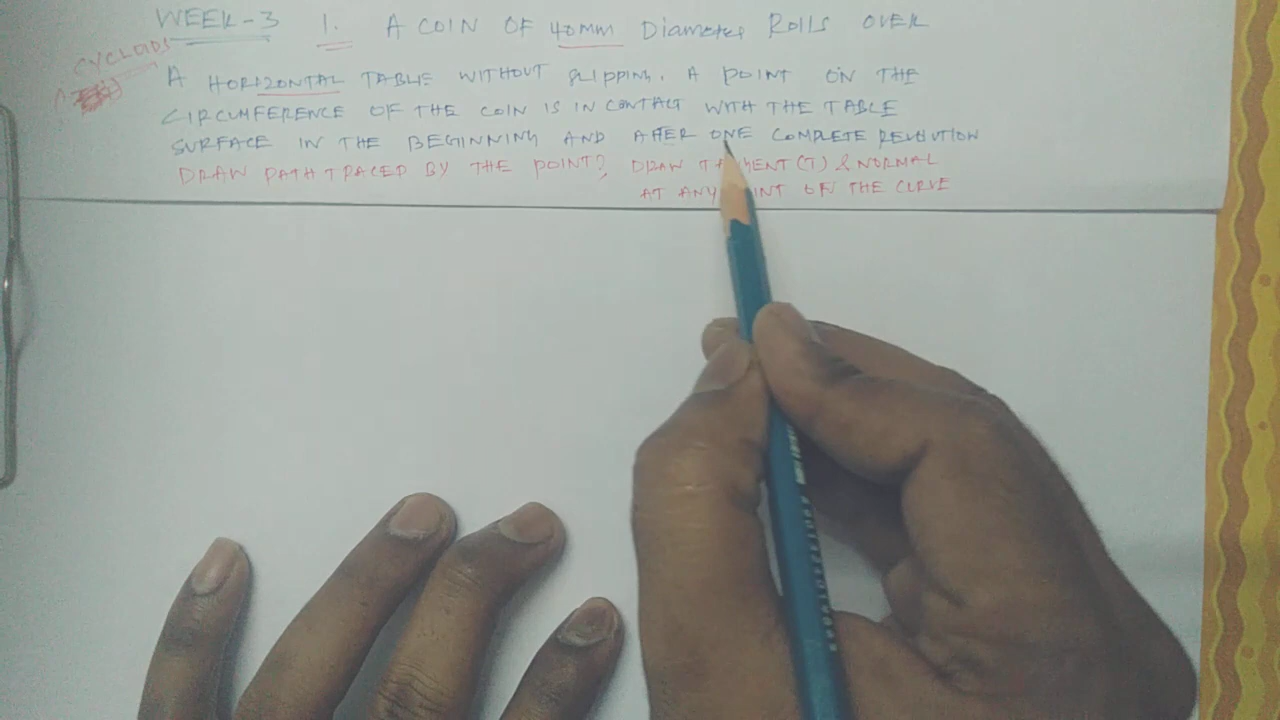 WEEK-3 1. A COIN OF 40MM Diameter Rolls OVER
CYCLOIDS
A HORIZONTAL TABLE WITHOUT SLIPPING. A POINT ON THE
CIRCUMFERENCE OF THE COIN IS IN CONTACT WITH THE TABLE
SURFACE IN THE BEGINNING AND AFTER ONE COMPLETE REVOLUTION
DRAW PATH TRACED BY THE POINT? DRAW (T) & NORMAL
AT ANY OF THE CURVE